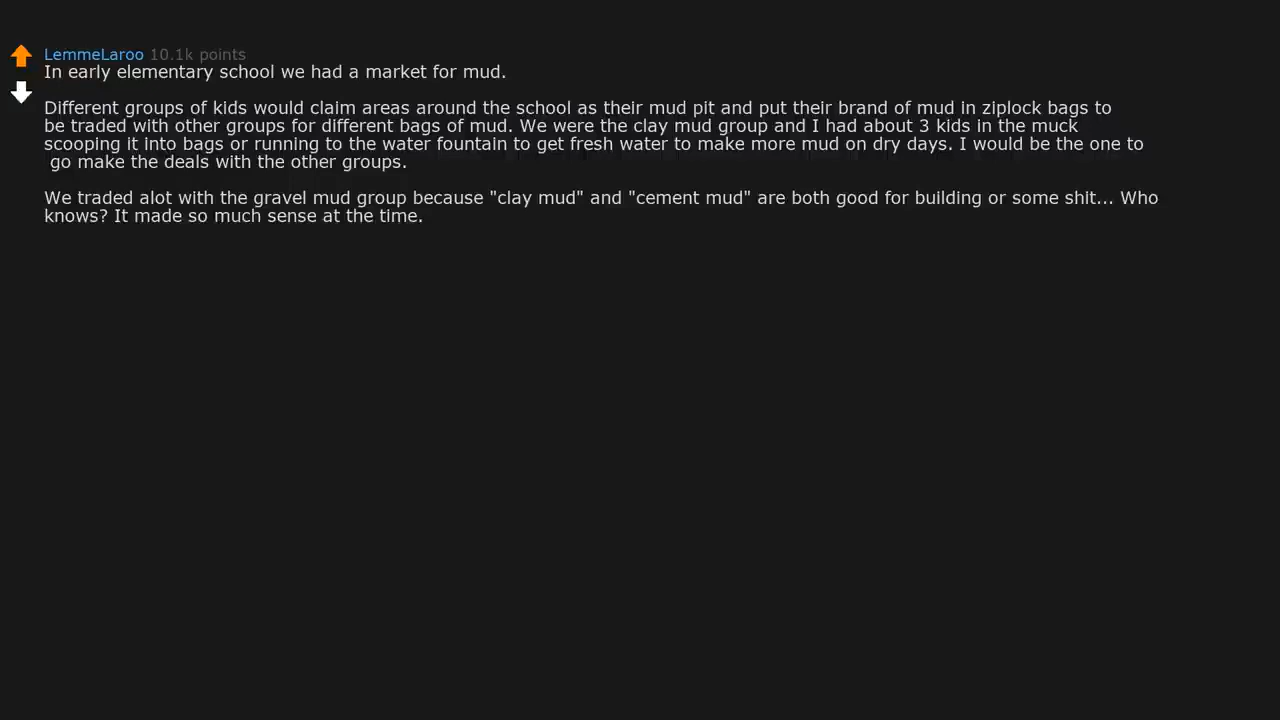 LemmeLaroo 10.1k points
In early elementary school we had a market for mud.
Different groups of kids would claim areas around the school as their mud pit and put their brand of mud in ziplock bags to
be traded with other groups for different bags of mud. We were the clay mud group and I had about 3 kids in the muck
scooping it into bags or running to the water fountain to get fresh water to make more mud on dry days. I would be the one to
go make the deals with the other groups.
We traded alot with the gravel mud group because "clay mud" and "cement mud" are both good for building or some shit... Who
knows? It made so much sense at the time.